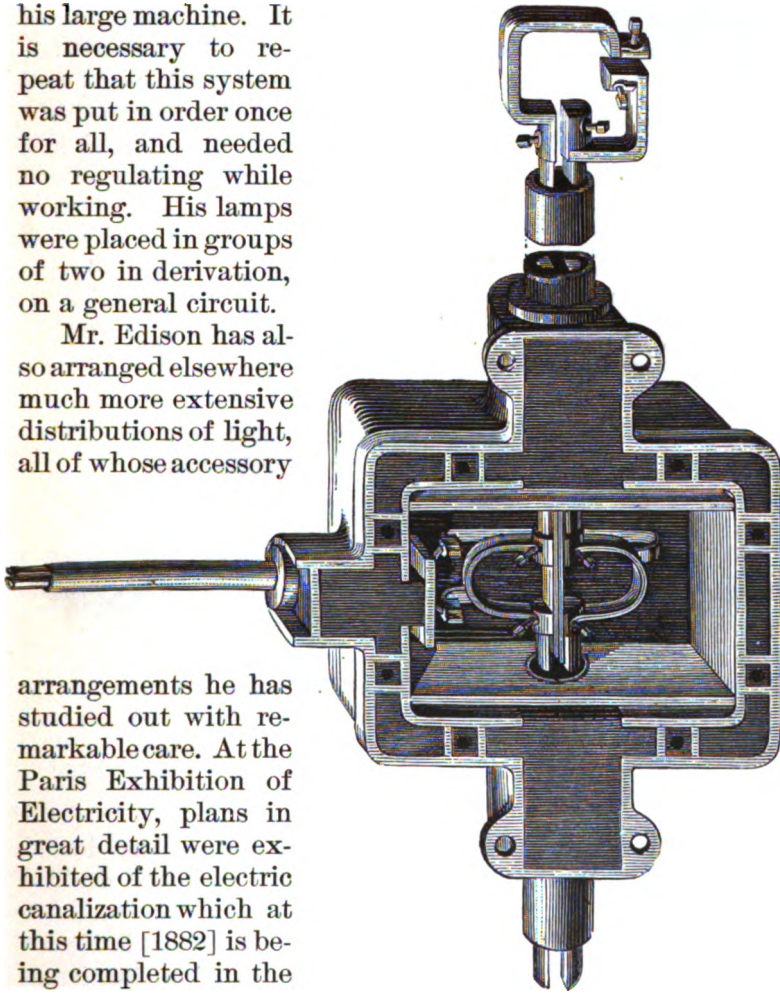 his large machine. It
is necessary to re-
peat that this system
was put in order once
for all, and needed
no regulating while
working. His lamps
were placed in groups
of two in derivation,
on a general circuit.
Mr. Edison has al-
so arranged elsewhere
much more extensive
distributions of light,
all of whose accessory
arrangements he has
studied out with re-
markable care. At the
Paris Exhibition of
Electricity, plans in
great detail were ex-
hibited of the electric
canalization which at
this time [1882] is be-
ing completed in the